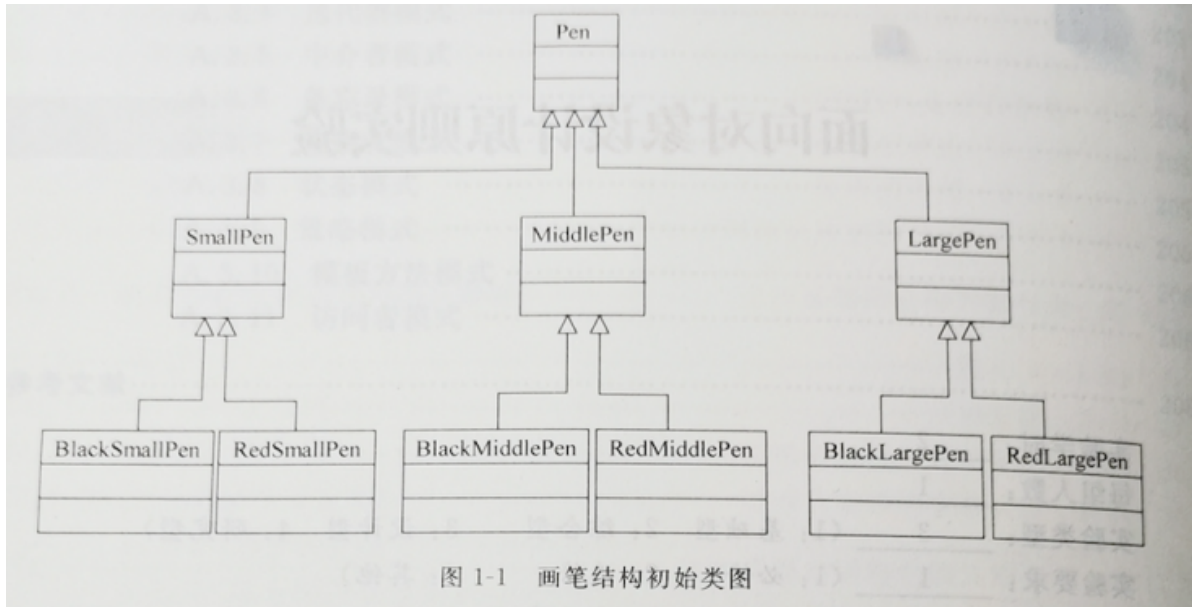 Pen
SmallPen
MiddlePen
LargePen
BlackSmallPen
RedSmallPen
BlackMiddlePen
RedMiddlePen
BlackLargePen
RedLargePen
图 1-1 画笔结构初始类图
面向对象设计原则实验